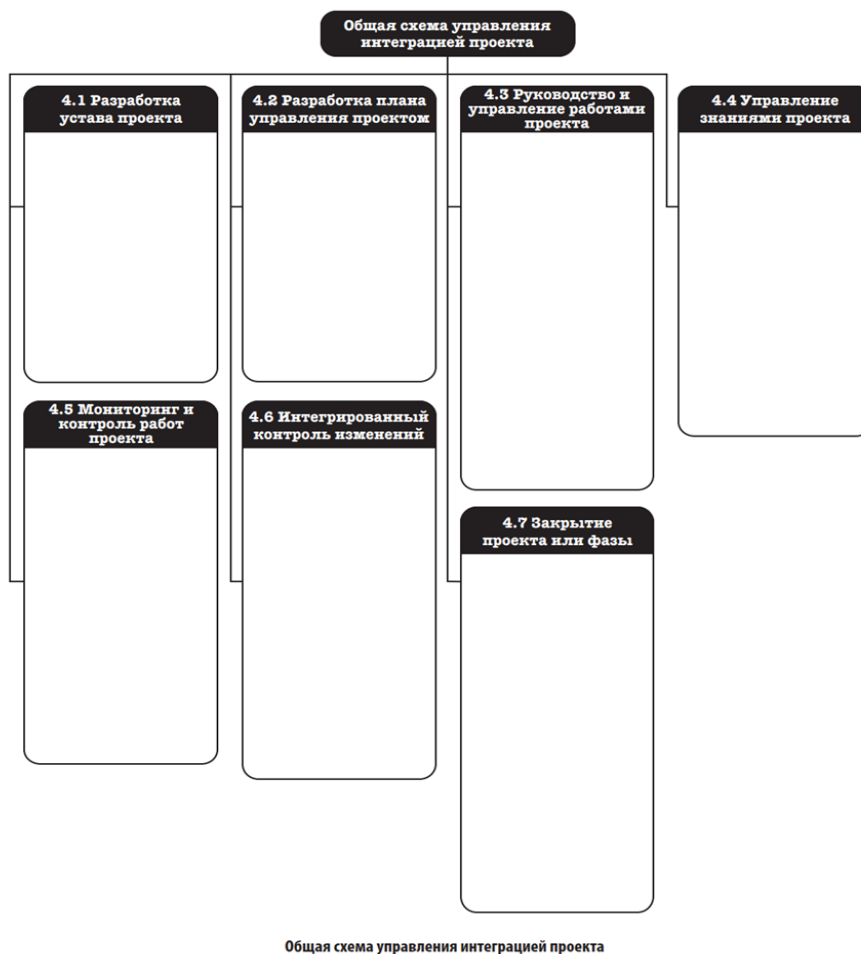 Общая схема управления
интеграцией проекта
4.1 Разработка
устава проекта
4.2 Разработка плана
управления проектом
4.3 Руководство и
управление работами
проекта
4.4 Управление
знаниями проекта
4.5 Мониторинг и
контроль работ
проекта
4.6 Интегрированный
контроль изменений
4.7 Закрытие
проекта или фазы
Общая схема управления интеграцией проекта